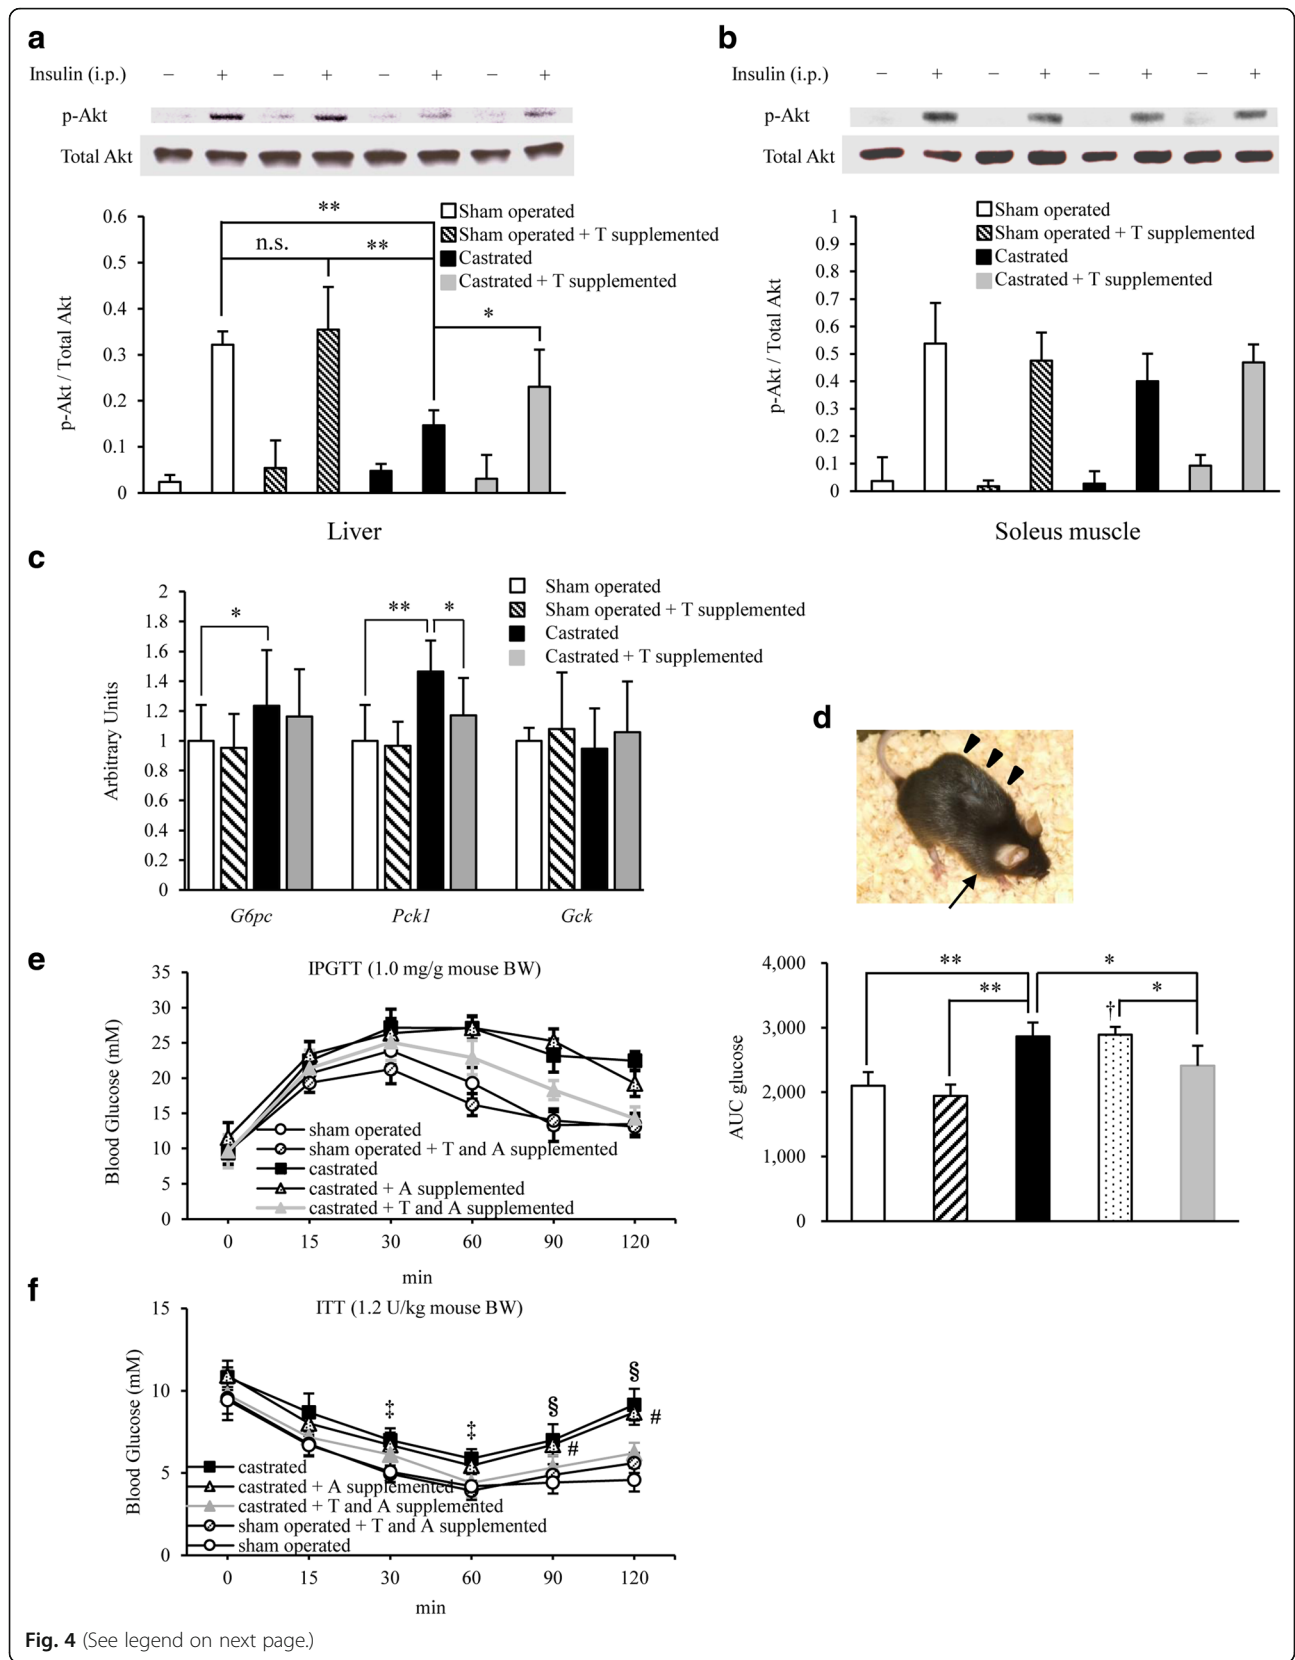 a
Insulin (i.p.) − + − + − + − +
p-Akt
Total Akt
0.6
0.5
0.4
0.3
0.2
0.1
0
p-Akt / Total Akt
**
n.s. **
*
Sham operated
Sham operated + T supplemented
Castrated
Castrated + T supplemented
Liver
b
Insulin (i.p.) − + − + − + − +
p-Akt
Total Akt
1
0.9
0.8
0.7
0.6
0.5
0.4
0.3
0.2
0.1
0
p-Akt / Total Akt
Sham operated
Sham operated + T supplemented
Castrated
Castrated + T supplemented
Soleus muscle
c
2
1.8
1.6
1.4
1.2
1
0.8
0.6
0.4
0.2
0
Arbitrary Units
* ** *
Sham operated
Sham operated + T supplemented
Castrated
Castrated + T supplemented
G6pc Pck1 Gck
d
e
IPGTT (1.0 mg/g mouse BW)
35
30
25
20
15
10
5
0
Blood Glucose (mM)
sham operated
sham operated + T and A supplemented
castrated
castrated + A supplemented
castrated + T and A supplemented
0 15 30 60 90 120
min
4,000
3,000
2,000
1,000
0
AUC glucose
** *
** *
†
f
ITT (1.2 U/kg mouse BW)
15
10
5
0
Blood Glucose (mM)
‡ ‡ § §
# #
castrated
castrated + A supplemented
castrated + T and A supplemented
sham operated + T and A supplemented
sham operated
0 15 30 60 90 120
min
Fig. 4 (See legend on next page.)